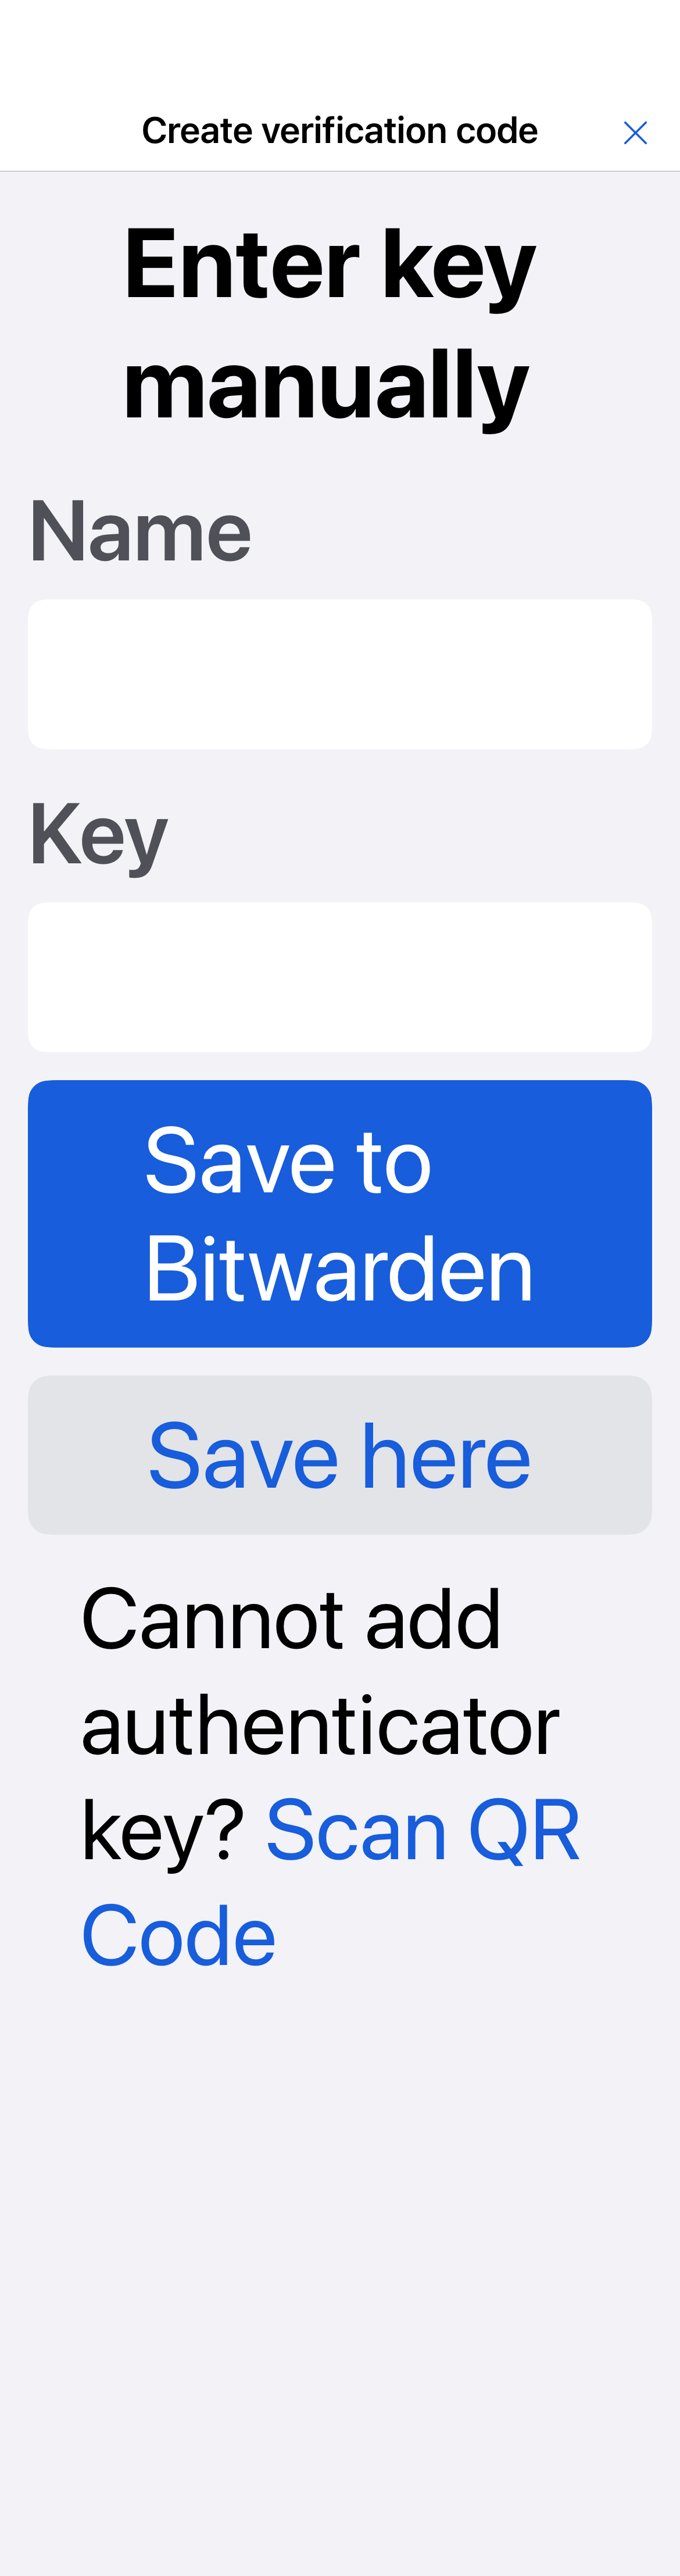 Create verification code
Enter key
manually
Name
Key
Save to
Bitwarden
Save here
Cannot add
authenticator
key? Scan QR
Code